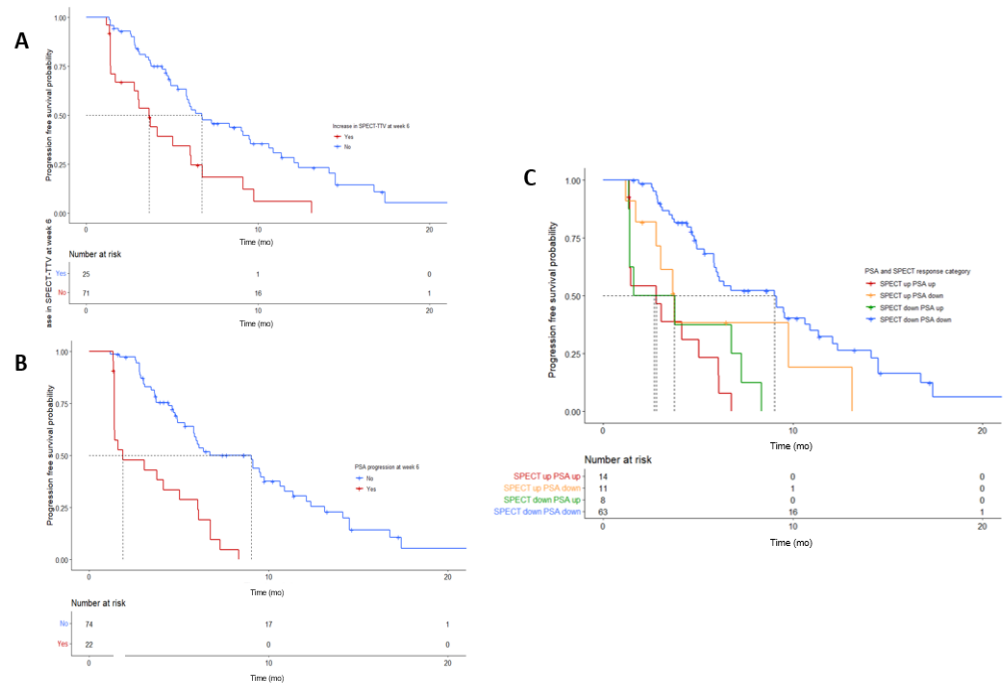 A
Progression free survival probability
1.00
0.75
0.50
0.25
0.00
0
10
20
Time (mo)
Increase in SPECT-TTV at week 6
Yes
No
ase in SPECT-TTV at week 6
Number at risk
Yes 25 1 0
No 71 16 1
0 10 20
Time (mo)
B
Progression free survival probability
1.00
0.75
0.50
0.25
0.00
0 10 20
Time (mo)
PSA progression at week 6
No
Yes
Number at risk
No 74 17 1
Yes 22 0 0
0 10 20
Time (mo)
C
Progression free survival probability
1.00
0.75
0.50
0.25
0.00
0 10 20
Time (mo)
PSA and SPECT response category
SPECT up PSA up
SPECT up PSA down
SPECT down PSA up
SPECT down PSA down
Number at risk
SPECT up PSA up 14 0 0
SPECT up PSA down 11 1 0
SPECT down PSA up 8 0 0
SPECT down PSA down 63 16 1
0 10 20
Time (mo)